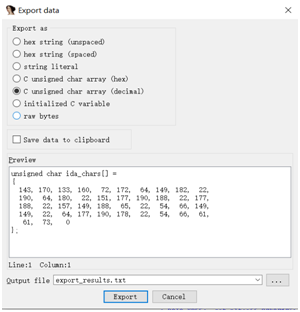 Export data
Export as
hex string (unspaced)
hex string (spaced)
string literal
C unsigned char array (hex)
C unsigned char array (decimal)
initialized C variable
raw bytes
Save data to clipboard
Preview
unsigned char ida_chars[] =
{
143, 170, 133, 160, 72, 172, 64, 149, 182, 22,
190, 64, 180, 22, 151, 177, 190, 188, 22, 177,
188, 22, 157, 149, 188, 65, 22, 54, 66, 149,
149, 22, 64, 177, 190, 178, 22, 54, 66, 61,
61, 73, 0
};
Line:1 Column:1
Output file export_results.txt ...
Export Cancel